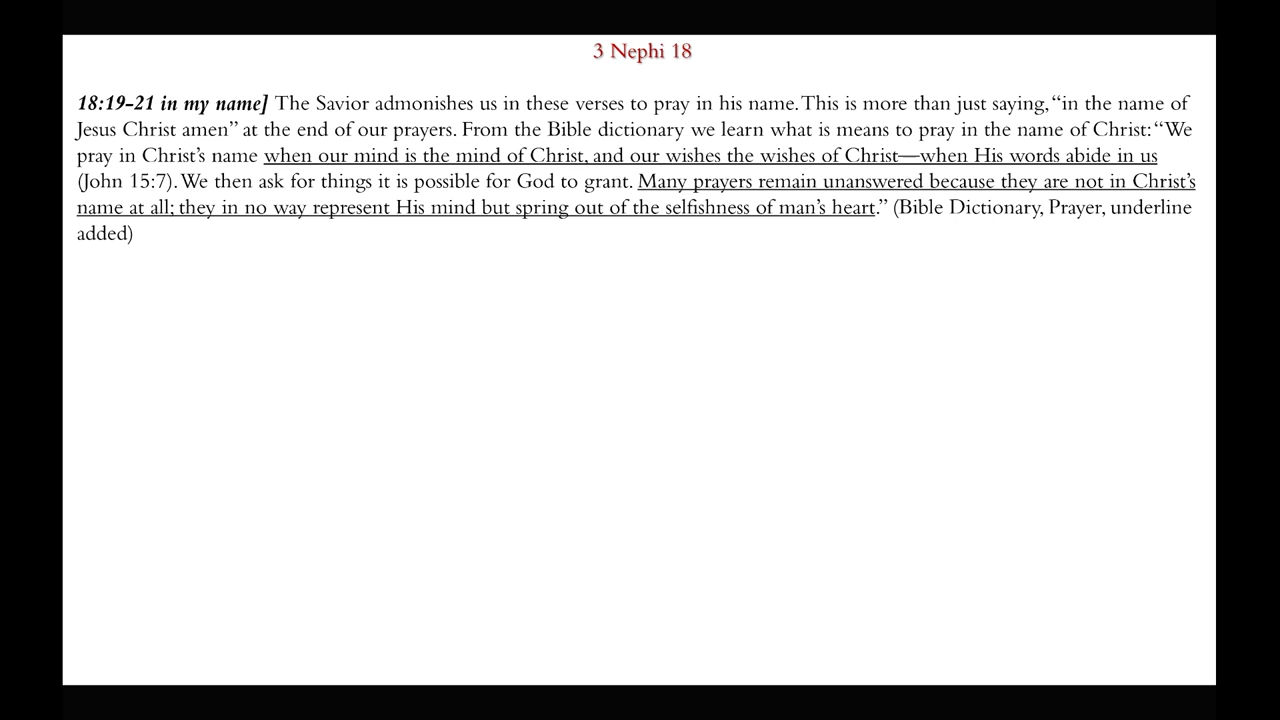 3 Nephi 18
18:19-21 in my name] The Savior admonishes us in these verses to pray in his name. This is more than just saying, “in the name of
Jesus Christ amen” at the end of our prayers. From the Bible dictionary we learn what is means to pray in the name of Christ: “We
pray in Christ’s name when our mind is the mind of Christ, and our wishes the wishes of Christ—when His words abide in us
(John 15:7). We then ask for things it is possible for God to grant. Many prayers remain unanswered because they are not in Christ’s
name at all; they in no way represent His mind but spring out of the selfishness of man’s heart.” (Bible Dictionary, Prayer, underline
added)